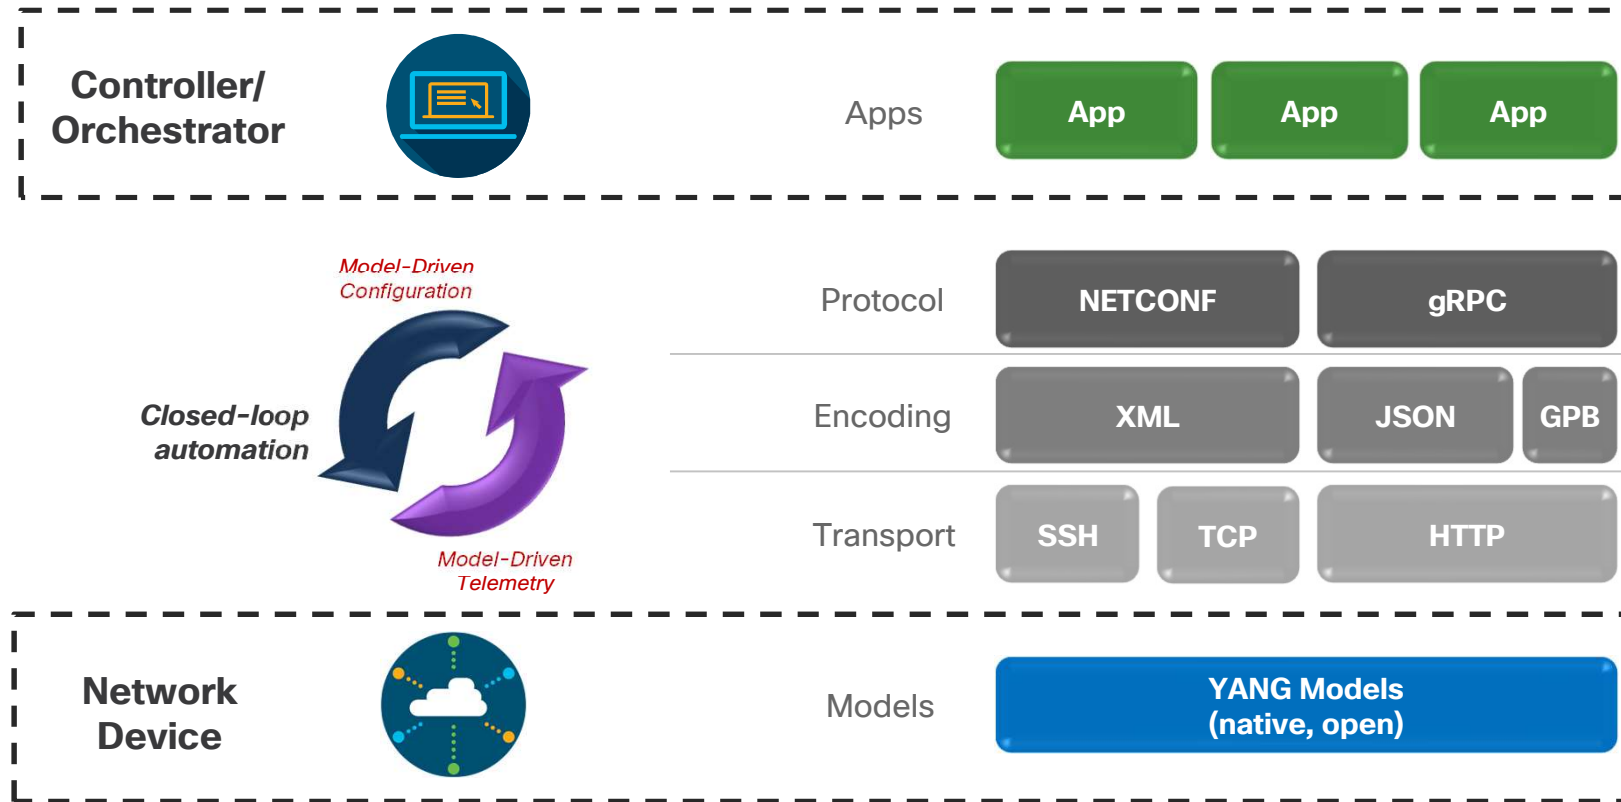 Controller/
Orchestrator
Apps
App
App
App
Model-Driven
Configuration
Closed-loop
automation
Model-Driven
Telemetry
Protocol
NETCONF
gRPC
Encoding
XML
JSON
GPB
Transport
SSH
TCP
HTTP
Network
Device
Models
YANG Models
(native, open)